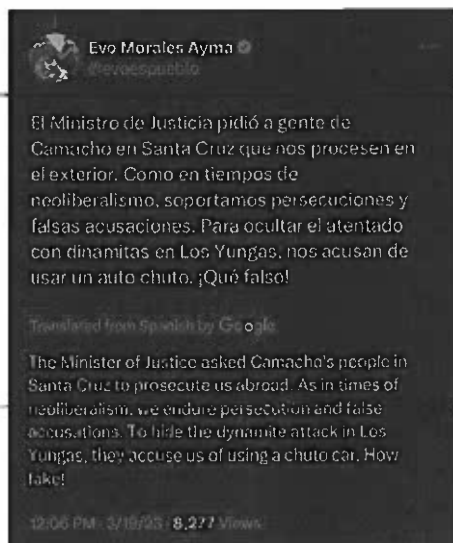 Evo Morales Ayma
@evoespueblo
El Ministro de Justicia pidió a gente de
Camacho en Santa Cruz que nos procesen en
el exterior. Como en tiempos de
neoliberalismo, soportamos persecuciones y
falsas acusaciones. Para ocultar el atentado
con dinamitas en Los Yungas, nos acusan de
usar un auto chuto. ¡Qué falso!
Translated from Spanish by Google
The Minister of Justice asked Camacho's people in
Santa Cruz to prosecute us abroad. As in times of
neoliberalism, we endure persecution and false
accusations. To hide the dynamite attack in Los
Yungas, they accuse us of using a chuto car. How
fake!
12:06 PM · 3/19/23 · 8,277 Views